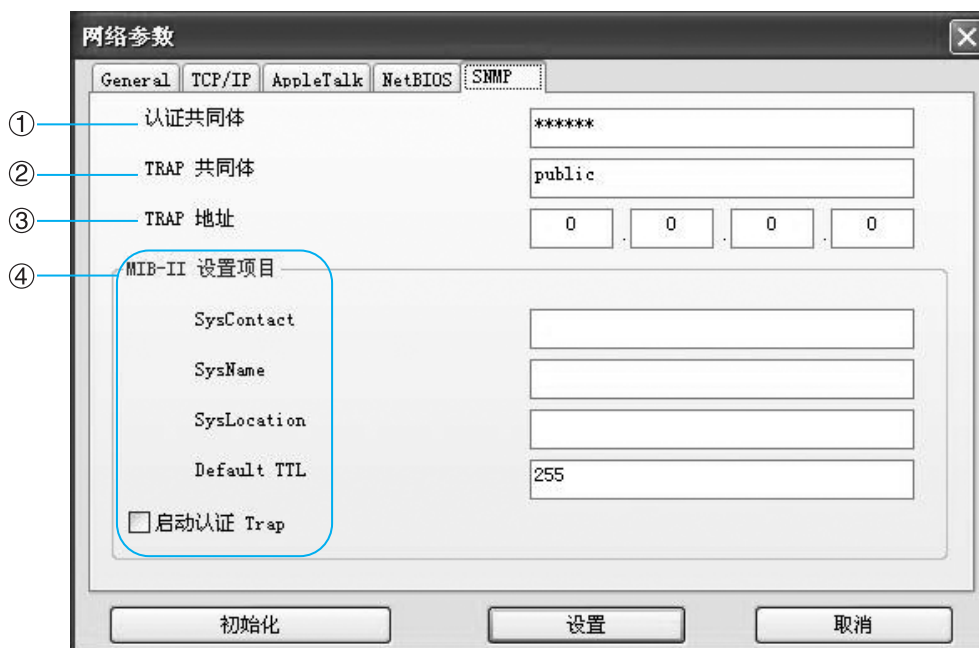 网络参数
General TCP/IP AppleTalk NetBIOS SNMP
① 认证共同体 ******
② TRAP 共同体 public
③ TRAP 地址 0 . 0 . 0 . 0
④ MIB-II 设置项目
SysContact
SysName
SysLocation
Default TTL 255
启动认证 Trap
初始化 设置 取消